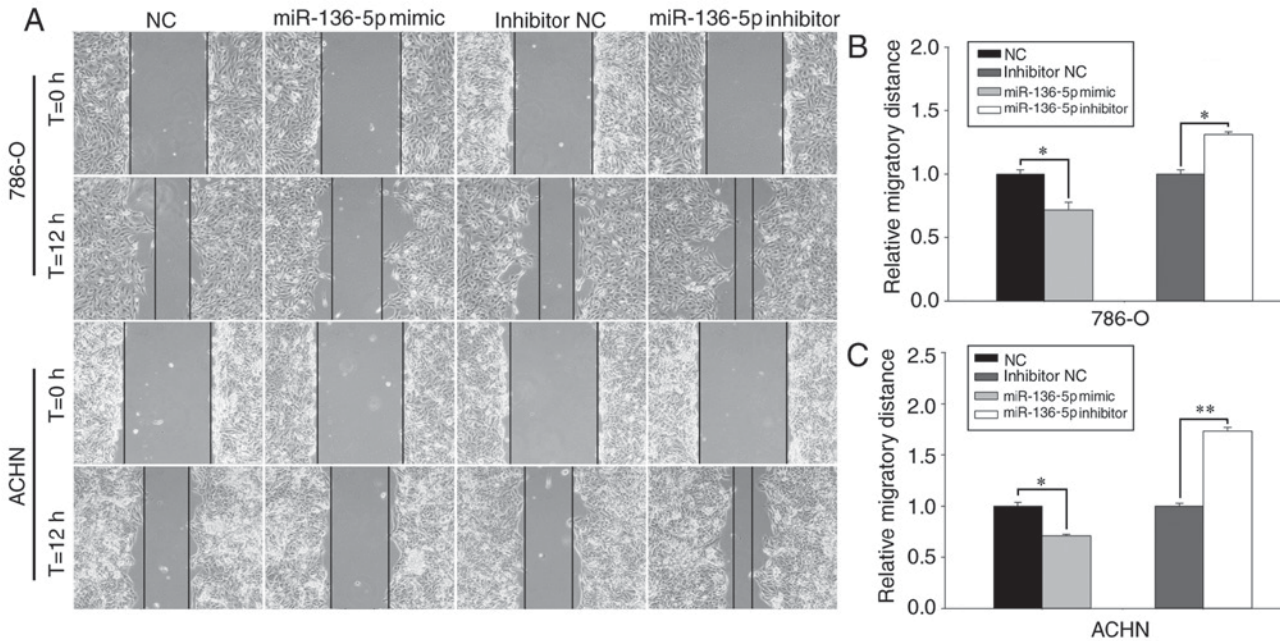 A
NC
miR-136-5p mimic
Inhibitor NC
miR-136-5p inhibitor
786-O
T=0 h
T=12 h
ACHN
T=0 h
T=12 h
B
Relative migratory distance
2.0
1.5
1.0
0.5
0.0
NC
Inhibitor NC
miR-136-5p mimic
miR-136-5p inhibitor
*
*
786-O
C
Relative migratory distance
2.5
2.0
1.5
1.0
0.5
0.0
NC
Inhibitor NC
miR-136-5p mimic
miR-136-5p inhibitor
*
**
ACHN